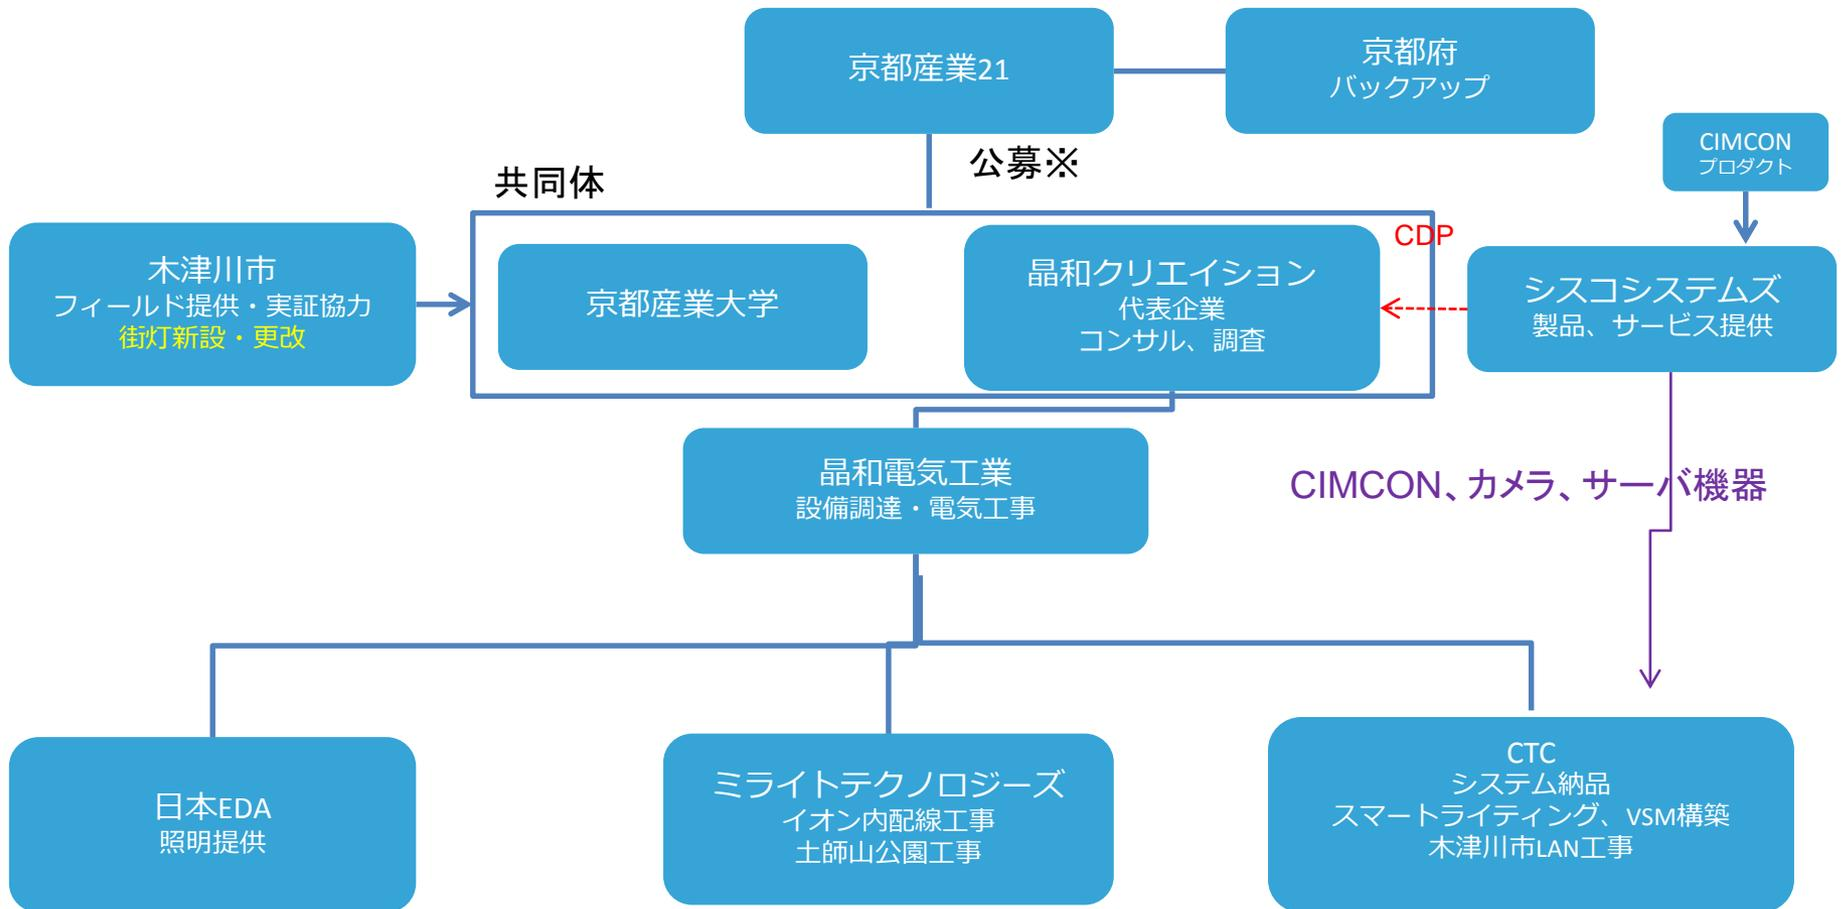 京都産業21
京都府
バックアップ
CIMCON
プロダクト
公募※
共同体
CDP
木津川市
フィールド提供・実証協力
街灯新設・更改
京都産業大学
晶和クリエイション
代表企業
コンサル、調査
シスコシステムズ
製品、サービス提供
晶和電気工業
設備調達・電気工事
CIMCON、カメラ、サーバ機器
日本EDA
照明提供
ミライトテクノロジーズ
イオン内配線工事
土師山公園工事
CTC
システム納品
スマートライティング、VSM構築
木津川市LAN工事